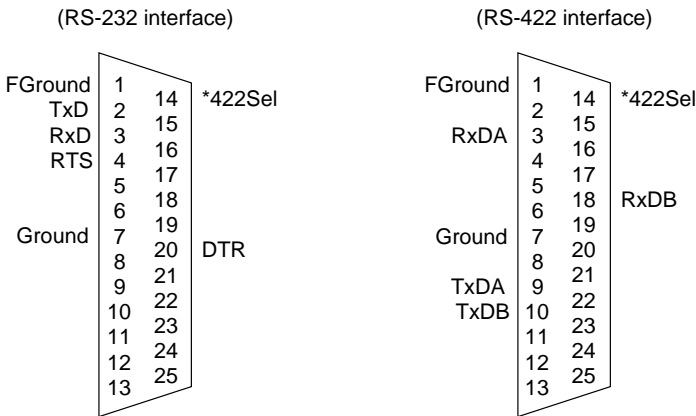 (RS-232 interface)
FGround 1
14 *422Sel
TxD 2
15
RxD 3
16
RTS 4
17
5
18
6
19
Ground 7
20 DTR
8
21
9
22
10
23
11
24
12
25
13
(RS-422 interface)
FGround 1
14 *422Sel
2
15
RxDA 3
16
4
17
5
18 RxDB
6
19
Ground 7
20
8
21
TxDA 9
22
TxDB 10
23
11
24
12
25
13